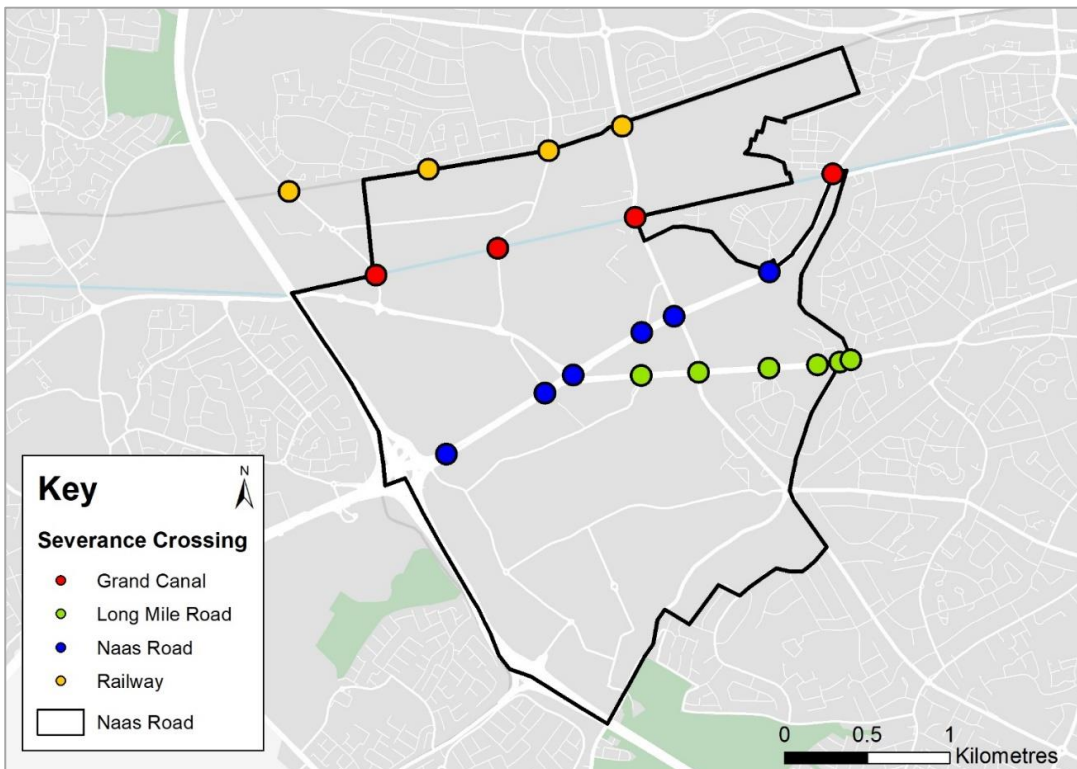 Key
N
Severance Crossing
Grand Canal
Long Mile Road
Naas Road
Railway
Naas Road
0 0.5 1
Kilometres